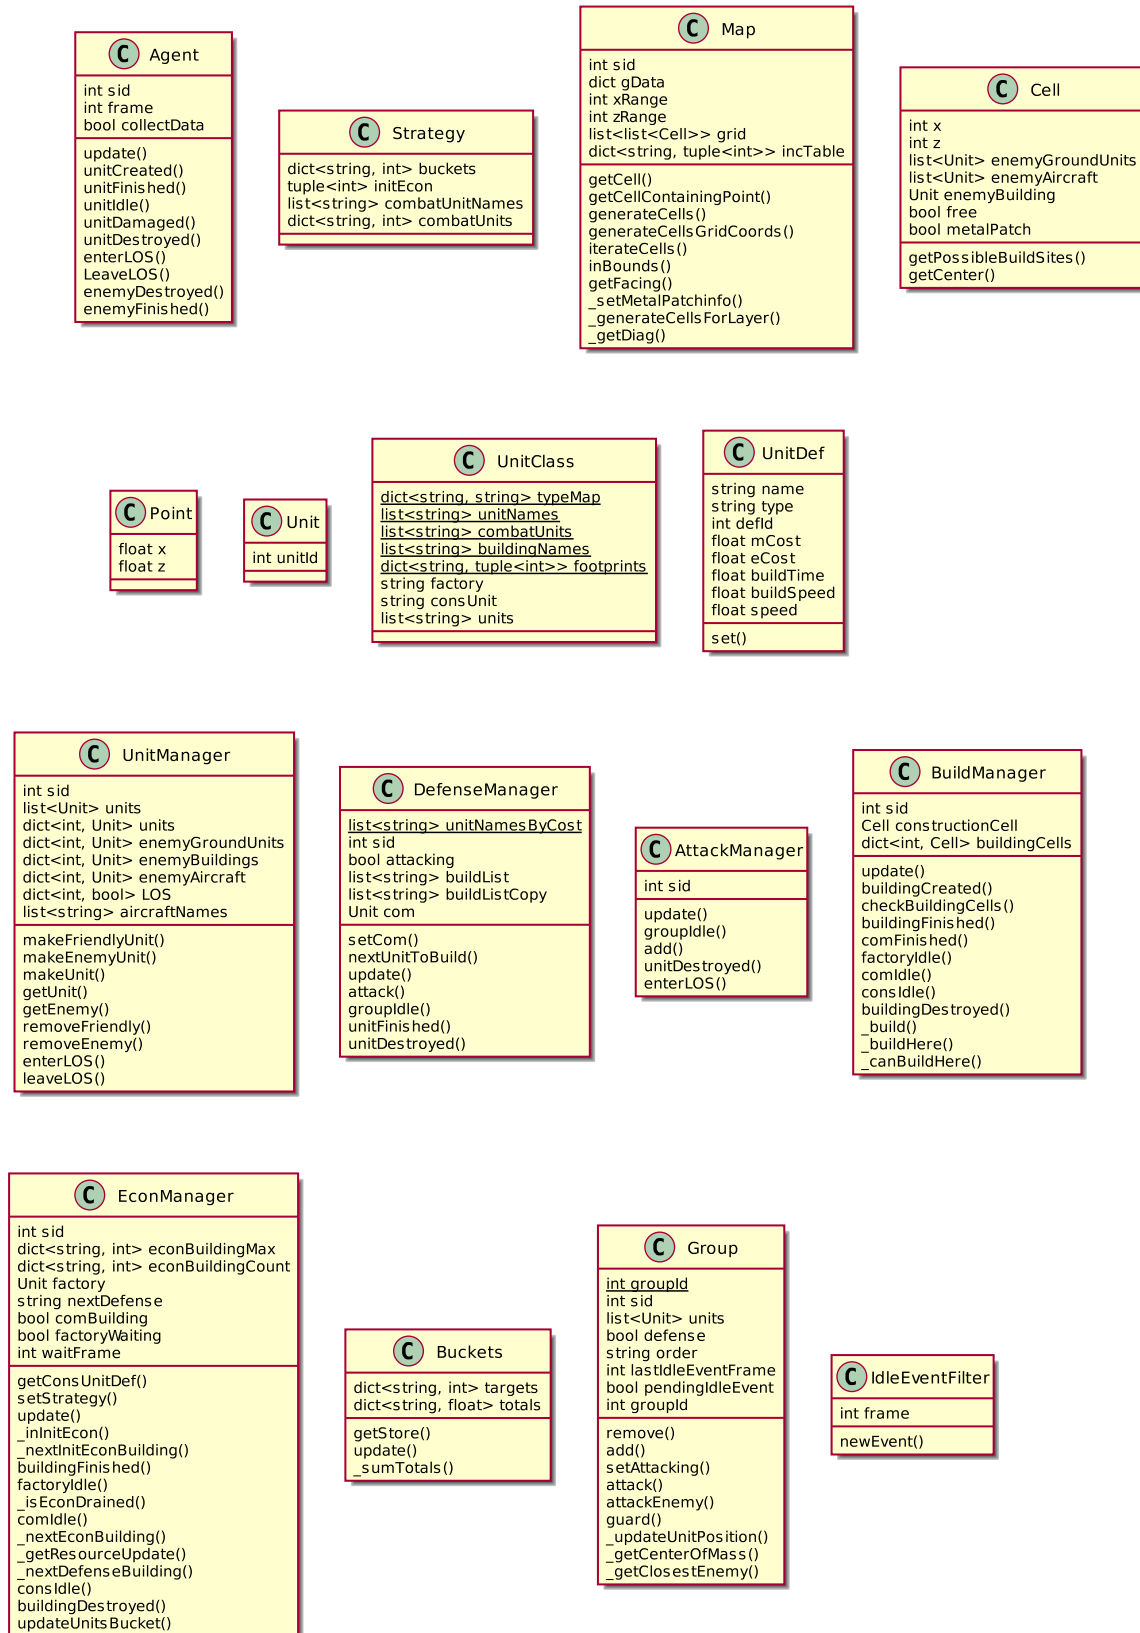 C Agent
int sid
int frame
bool collectData
update()
unitCreated()
unitFinished()
unitIdle()
unitDamaged()
unitDestroyed()
enterLOS()
LeaveLOS()
enemyDestroyed()
enemyFinished()
C Strategy
dict<string, int> buckets
tuple<int> initEcon
list<string> combatUnitNames
dict<string, int> combatUnits
C Map
int sid
dict gData
int xRange
int zRange
list<list<Cell>> grid
dict<string, tuple<int>> incTable
getCell()
getCellContainingPoint()
generateCells()
generateCellsGridCoords()
iterateCells()
inBounds()
getFacing()
_setMetalPatchinfo()
_generateCellsForLayer()
_getDiag()
C Cell
int x
int z
list<Unit> enemyGroundUnits
list<Unit> enemyAircraft
Unit enemyBuilding
bool free
bool metalPatch
getPossibleBuildSites()
getCenter()
C Point
float x
float z
C Unit
int unitId
C UnitClass
dict<string, string> typeMap
list<string> unitNames
list<string> combatUnits
list<string> buildingNames
dict<string, tuple<int>> footprints
string factory
string consUnit
list<string> units
C UnitDef
string name
string type
int defId
float mCost
float eCost
float buildTime
float buildSpeed
float speed
set()
C UnitManager
int sid
list<Unit> units
dict<int, Unit> units
dict<int, Unit> enemyGroundUnits
dict<int, Unit> enemyBuildings
dict<int, Unit> enemyAircraft
dict<int, bool> LOS
list<string> aircraftNames
makeFriendlyUnit()
makeEnemyUnit()
makeUnit()
getUnit()
getEnemy()
removeFriendly()
removeEnemy()
enterLOS()
leaveLOS()
C DefenseManager
list<string> unitNamesByCost
int sid
bool attacking
list<string> buildList
list<string> buildListCopy
Unit com
setCom()
nextUnitToBuild()
update()
attack()
groupIdle()
unitFinished()
unitDestroyed()
C AttackManager
int sid
update()
groupIdle()
add()
unitDestroyed()
enterLOS()
C BuildManager
int sid
Cell constructionCell
dict<int, Cell> buildingCells
update()
buildingCreated()
checkBuildingCells()
buildingFinished()
comFinished()
factoryIdle()
comIdle()
consIdle()
buildingDestroyed()
_build()
_buildHere()
_canBuildHere()
C EconManager
int sid
dict<string, int> econBuildingMax
dict<string, int> econBuildingCount
Unit factory
string nextDefense
bool comBuilding
bool factoryWaiting
int waitFrame
getConsUnitDef()
setStrategy()
update()
_inInitEcon()
_nextInitEconBuilding()
buildingFinished()
factoryIdle()
_isEconDrained()
comIdle()
_nextEconBuilding()
_getResourceUpdate()
_nextDefenseBuilding()
consIdle()
buildingDestroyed()
updateUnitsBucket()
C Buckets
dict<string, int> targets
dict<string, float> totals
getStore()
update()
_sumTotals()
C Group
int groupId
int sid
list<Unit> units
bool defense
string order
int lastIdleEventFrame
bool pendingIdleEvent
int groupId
remove()
add()
setAttacking()
attack()
attackEnemy()
guard()
_updateUnitPosition()
_getCenterOfMass()
_getClosestEnemy()
C IdleEventFilter
int frame
newEvent()